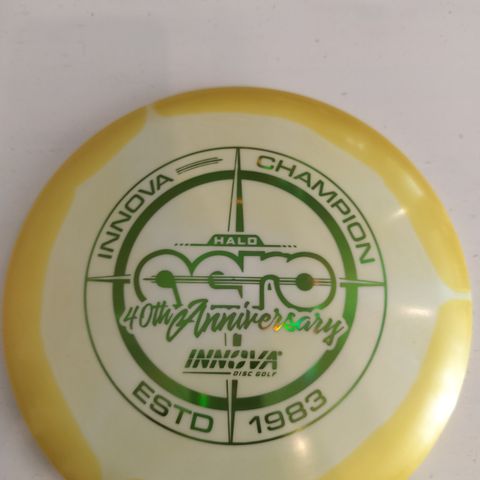 INNOVA CHAMPION
HALO
aero
40th Anniversary
INNOVA
DISC GOLF
ESTD 1983